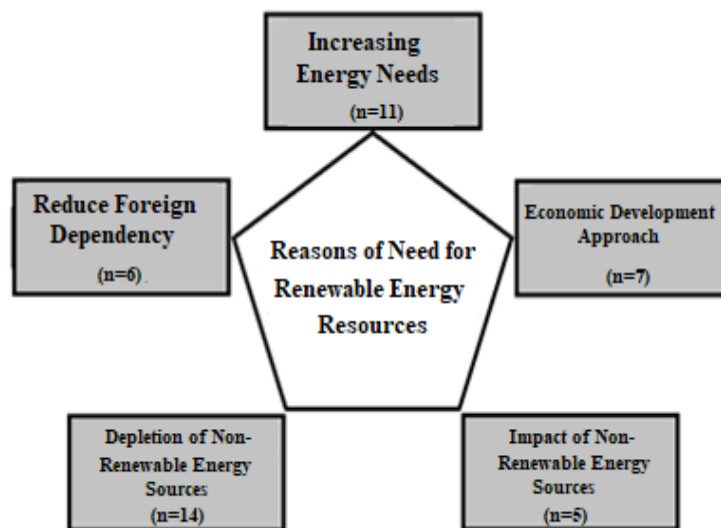 Increasing
Energy Needs
(n=11)
Reduce Foreign
Dependency
(n=6)
Economic Development
Approach
(n=7)
Reasons of Need for
Renewable Energy
Resources
Depletion of Non-
Renewable Energy
Sources
(n=14)
Impact of Non-
Renewable Energy
Sources
(n=5)